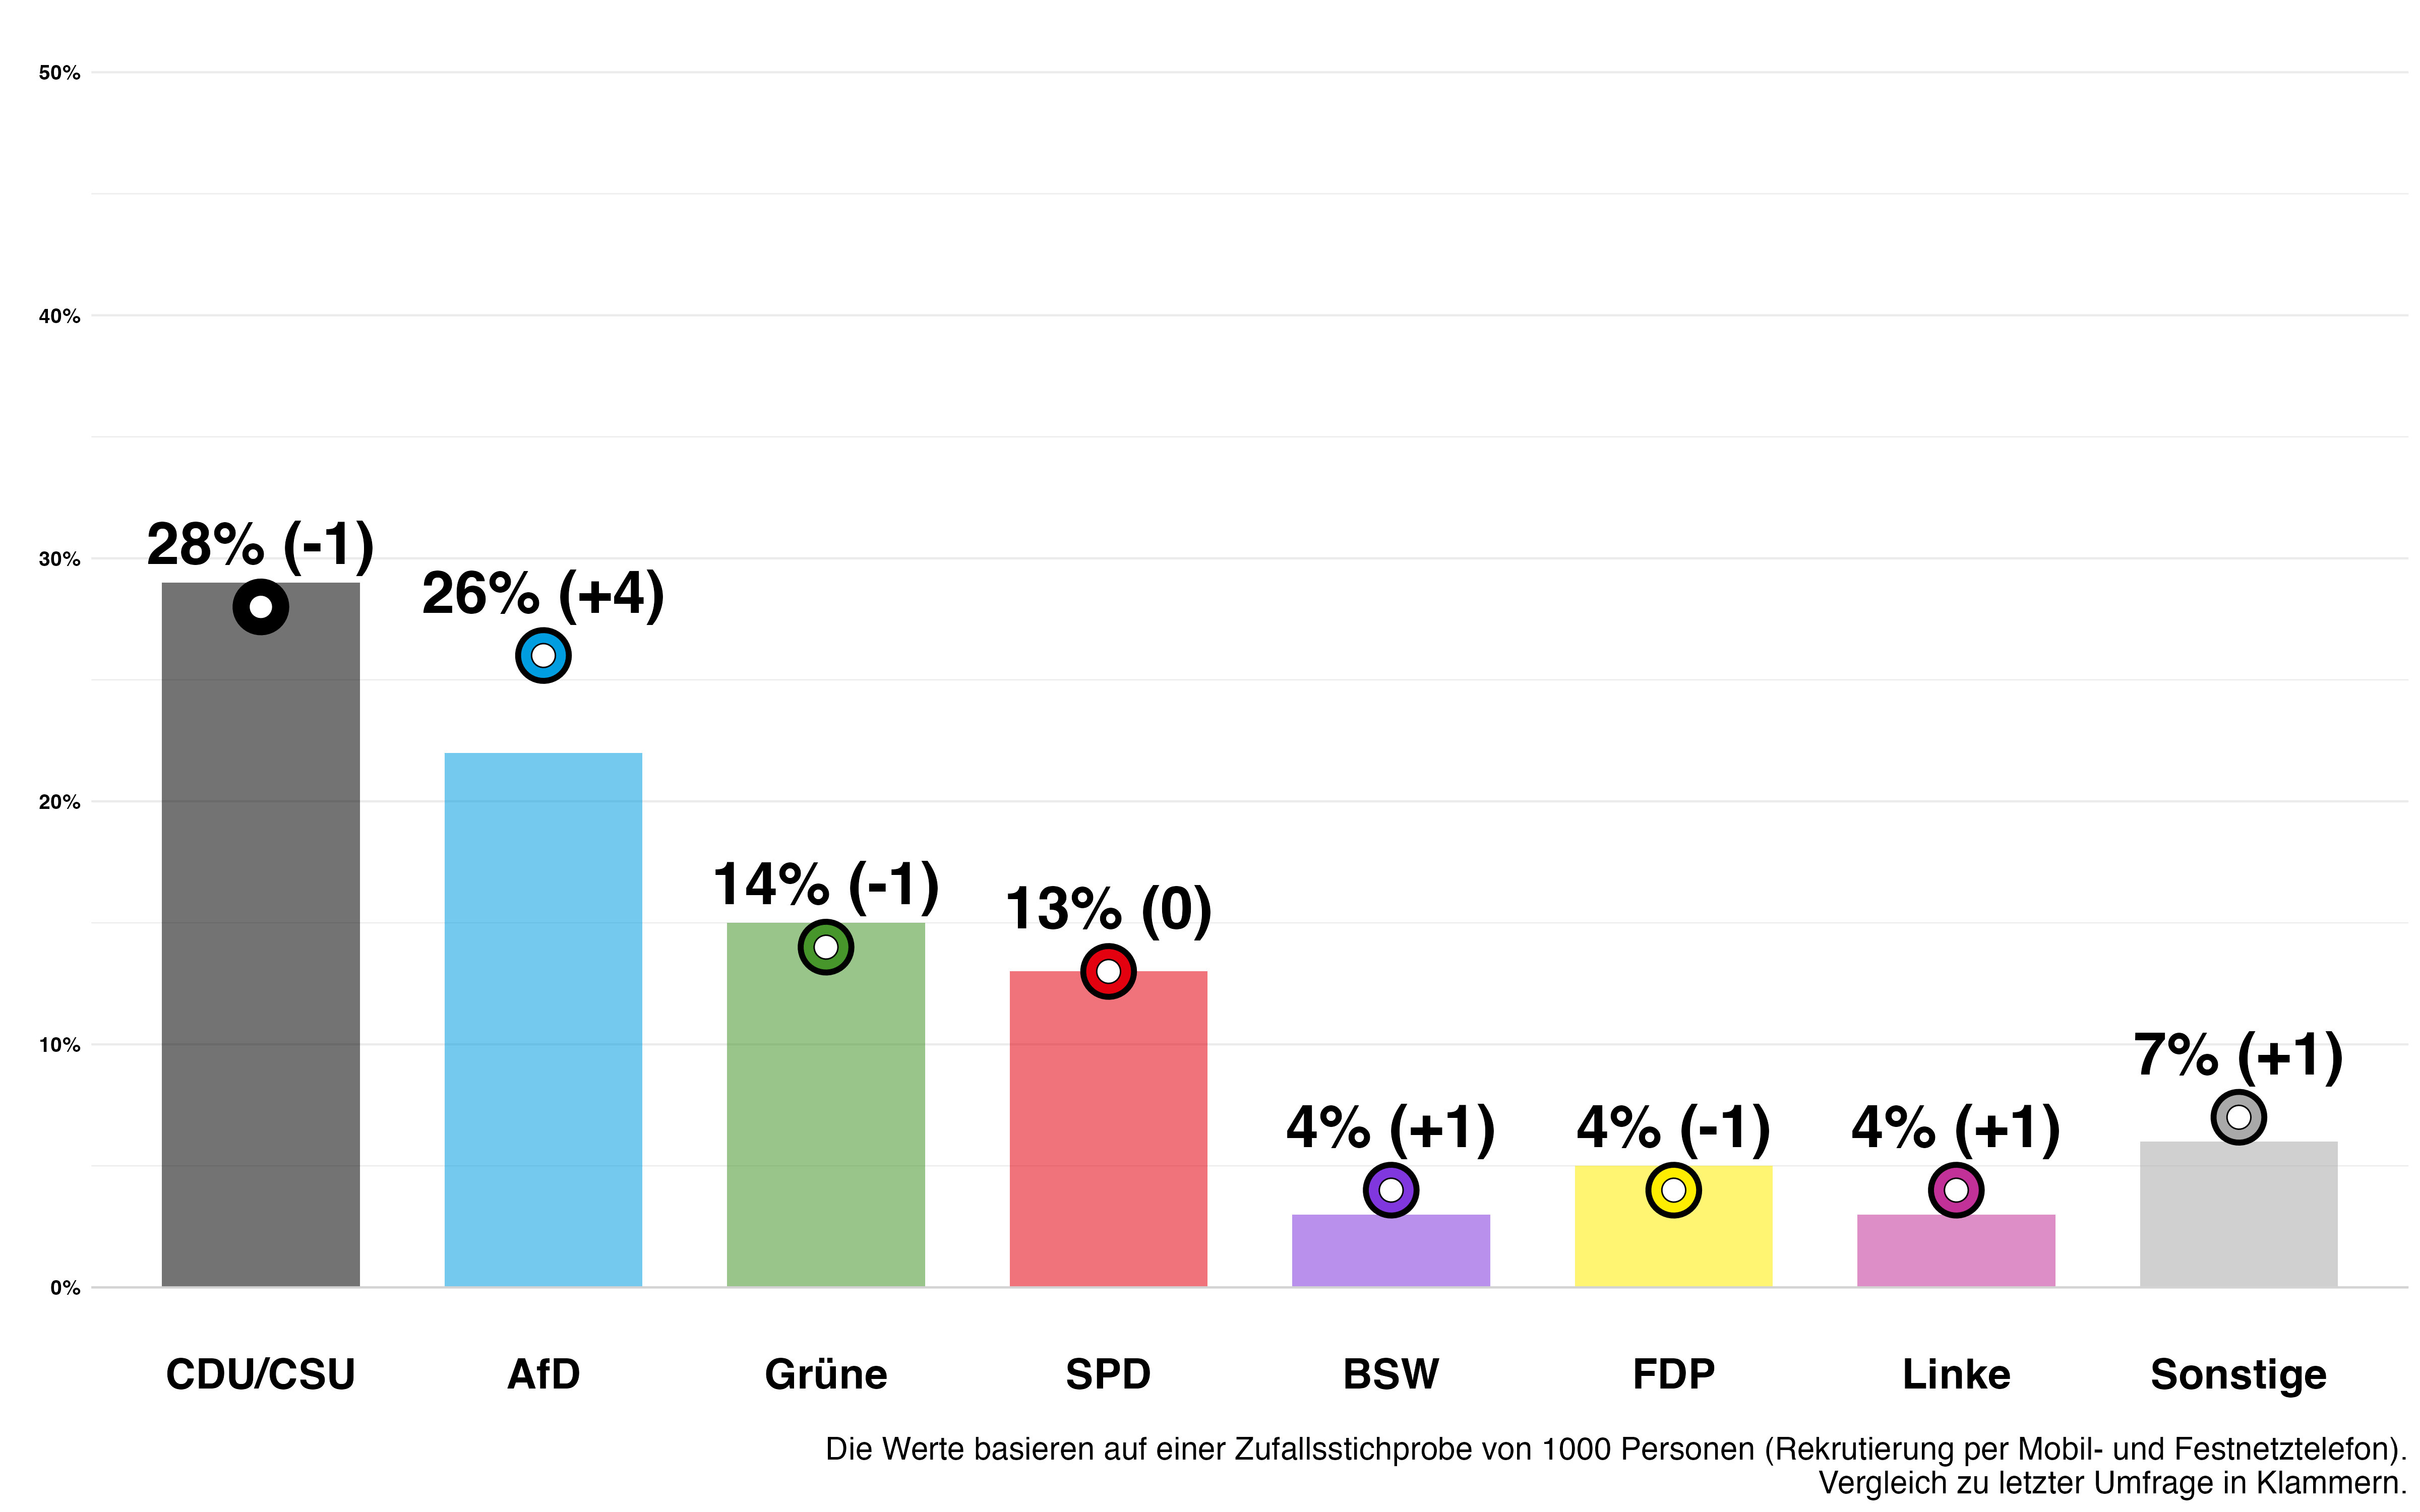 50%
40%
30%
20%
10%
0%
28% (-1)
26% (+4)
14% (-1)
13% (0)
4% (+1)
4% (-1)
4% (+1)
7% (+1)
CDU/CSU
AfD
Grüne
SPD
BSW
FDP
Linke
Sonstige
Die Werte basieren auf einer Zufallsstichprobe von 1000 Personen (Rekrutierung per Mobil- und Festnetztelefon).
Vergleich zu letzter Umfrage in Klammern.